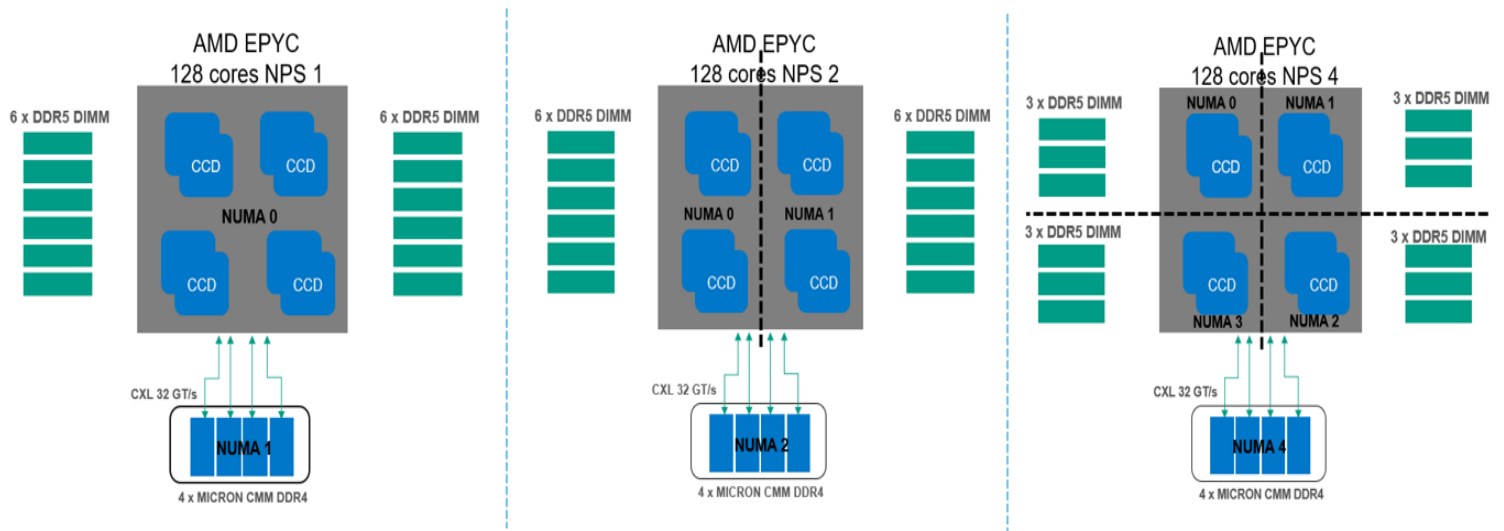 AMD EPYC
128 cores NPS 1
6 x DDR5 DIMM
6 x DDR5 DIMM
CCD
CCD
NUMA 0
CCD
CCD
CXL 32 GT/s
NUMA 1
4 x MICRON CMM DDR4
AMD EPYC
128 cores NPS 2
6 x DDR5 DIMM
6 x DDR5 DIMM
CCD
CCD
NUMA 0
NUMA 1
CCD
CCD
CXL 32 GT/s
NUMA 2
4 x MICRON CMM DDR4
AMD EPYC
128 cores NPS 4
3 x DDR5 DIMM
NUMA 0
NUMA 1
3 x DDR5 DIMM
CCD
CCD
3 x DDR5 DIMM
3 x DDR5 DIMM
CCD
CCD
NUMA 3
NUMA 2
CXL 32 GT/s
NUMA 4
4 x MICRON CMM DDR4